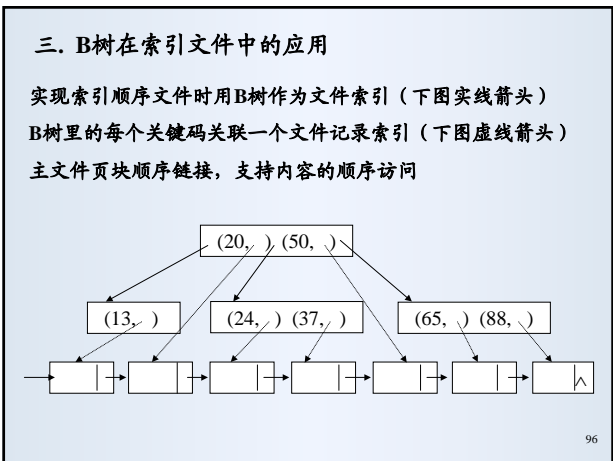 三. B树在索引文件中的应用
实现索引顺序文件时用B树作为文件索引（下图实线箭头）
B树里的每个关键码关联一个文件记录索引（下图虚线箭头）
主文件页块顺序链接，支持内容的顺序访问
(20, ) (50, )
(13, ) (24, ) (37, ) (65, ) (88, )
^
96